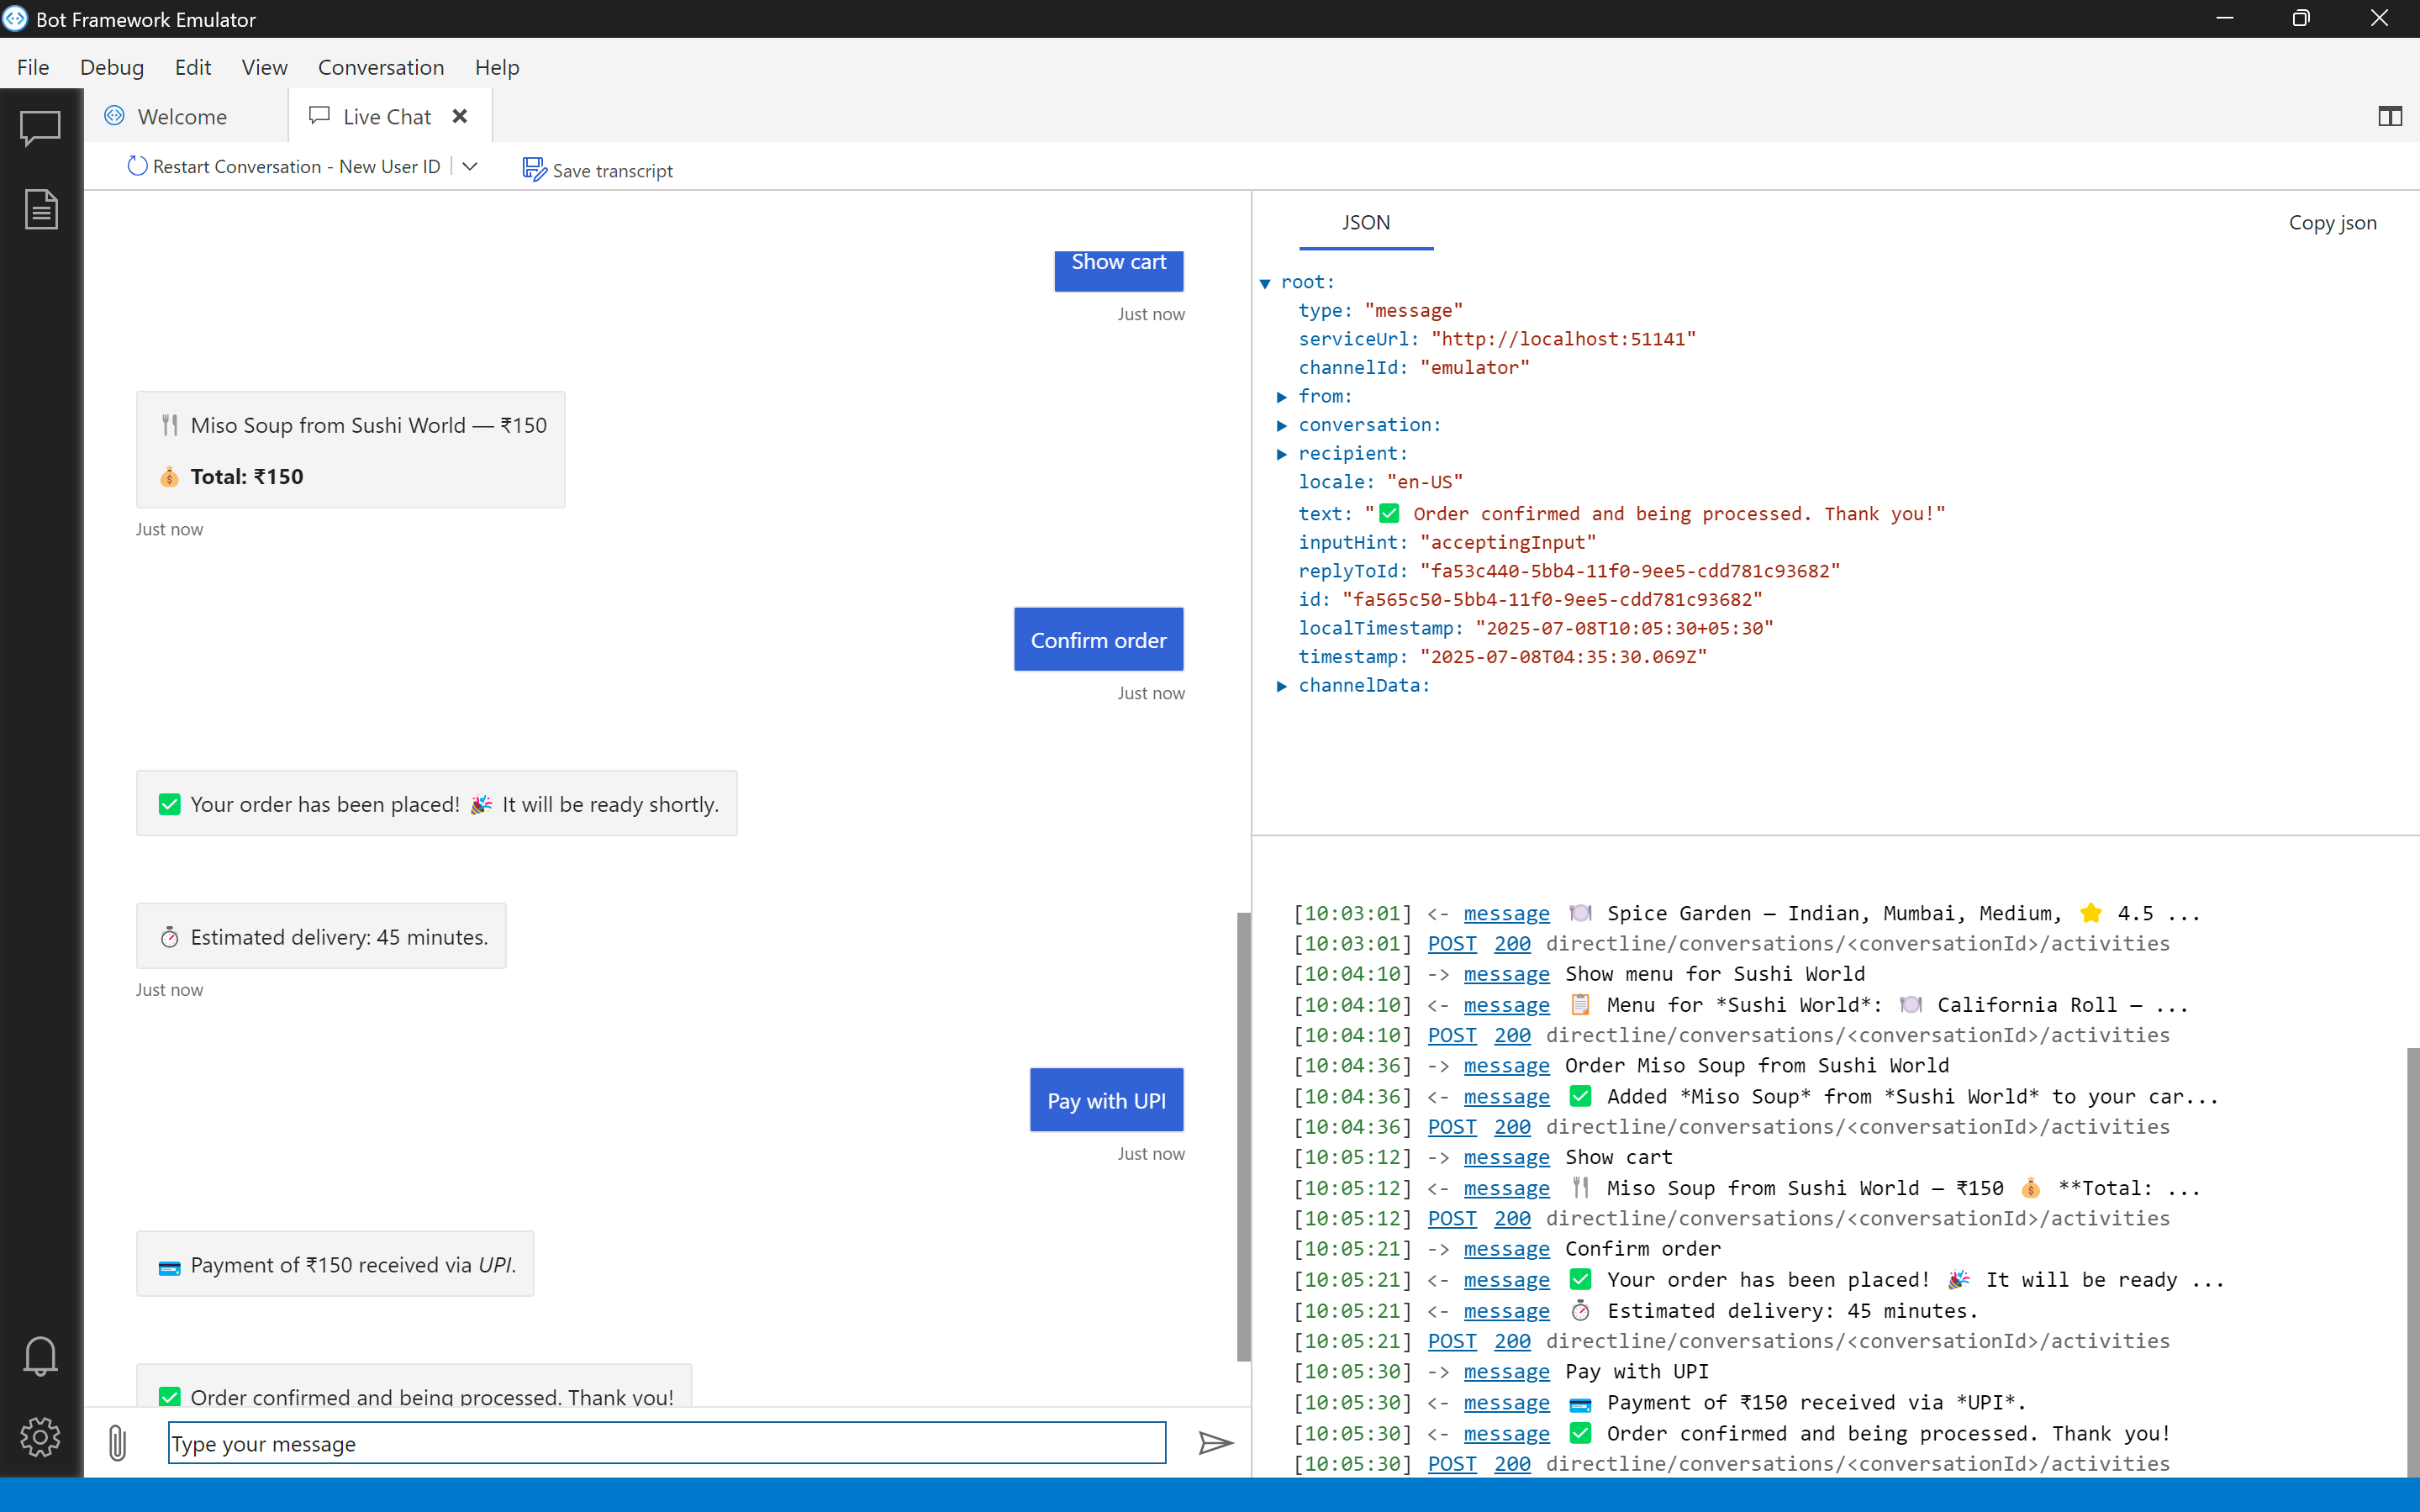 Bot Framework Emulator
File Debug Edit View Conversation Help
Welcome
Live Chat
Restart Conversation - New User ID
Save transcript
Show cart
Just now
🍴 Miso Soup from Sushi World — ₹150
💰 Total: ₹150
Just now
Confirm order
Just now
✅ Your order has been placed! 🎉 It will be ready shortly.
⏱ Estimated delivery: 45 minutes.
Just now
Pay with UPI
Just now
💳 Payment of ₹150 received via UPI.
✅ Order confirmed and being processed. Thank you!
Type your message
JSON
Copy json
root:
type: "message"
serviceUrl: "http://localhost:51141"
channelId: "emulator"
from:
conversation:
recipient:
locale: "en-US"
text: "✅ Order confirmed and being processed. Thank you!"
inputHint: "acceptingInput"
replyToId: "fa53c440-5bb4-11f0-9ee5-cdd781c93682"
id: "fa565c50-5bb4-11f0-9ee5-cdd781c93682"
localTimestamp: "2025-07-08T10:05:30+05:30"
timestamp: "2025-07-08T04:35:30.069Z"
channelData:
[10:03:01] <- message 🍽 Spice Garden – Indian, Mumbai, Medium, ⭐ 4.5 ...
[10:03:01] POST 200 directline/conversations/<conversationId>/activities
[10:04:10] -> message Show menu for Sushi World
[10:04:10] <- message 📋 Menu for *Sushi World*: 🍽 California Roll – ...
[10:04:10] POST 200 directline/conversations/<conversationId>/activities
[10:04:36] -> message Order Miso Soup from Sushi World
[10:04:36] <- message ✅ Added *Miso Soup* from *Sushi World* to your car...
[10:04:36] POST 200 directline/conversations/<conversationId>/activities
[10:05:12] -> message Show cart
[10:05:12] <- message 🍴 Miso Soup from Sushi World — ₹150 💰 **Total: ...
[10:05:12] POST 200 directline/conversations/<conversationId>/activities
[10:05:21] -> message Confirm order
[10:05:21] <- message ✅ Your order has been placed! 🎉 It will be ready ...
[10:05:21] <- message ⏱ Estimated delivery: 45 minutes.
[10:05:21] POST 200 directline/conversations/<conversationId>/activities
[10:05:30] -> message Pay with UPI
[10:05:30] <- message 💳 Payment of ₹150 received via *UPI*.
[10:05:30] <- message ✅ Order confirmed and being processed. Thank you!
[10:05:30] POST 200 directline/conversations/<conversationId>/activities